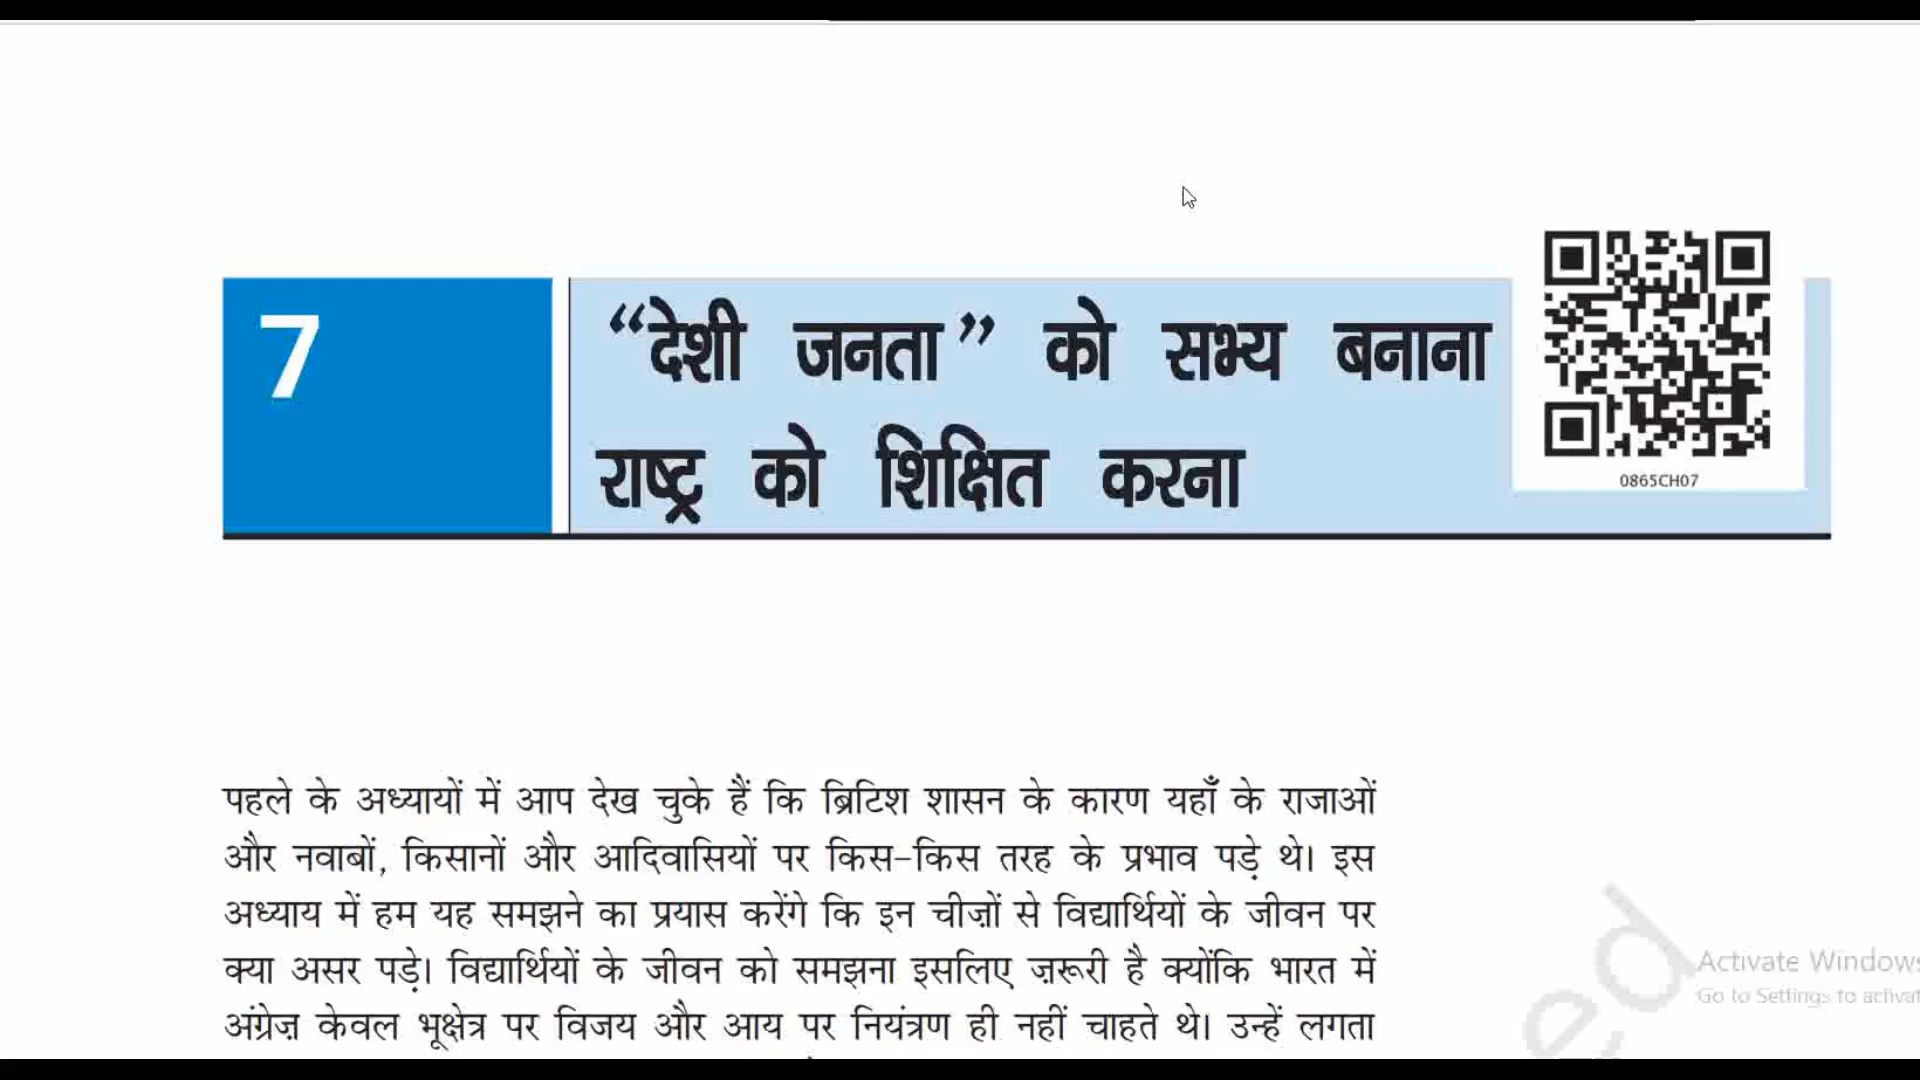 7
“देशी जनता” को सभ्य बनाना
राष्ट्र को शिक्षित करना
0865CH07
पहले के अध्यायों में आप देख चुके हैं कि ब्रिटिश शासन के कारण यहाँ के राजाओं
और नवाबों, किसानों और आदिवासियों पर किस-किस तरह के प्रभाव पड़े थे। इस
अध्याय में हम यह समझने का प्रयास करेंगे कि इन चीज़ों से विद्यार्थियों के जीवन पर
क्या असर पड़े। विद्यार्थियों के जीवन को समझना इसलिए ज़रूरी है क्योंकि भारत में
अंग्रेज़ केवल भूक्षेत्र पर विजय और आय पर नियंत्रण ही नहीं चाहते थे। उन्हें लगता
ed
Activate Windows
Go to Settings to activat